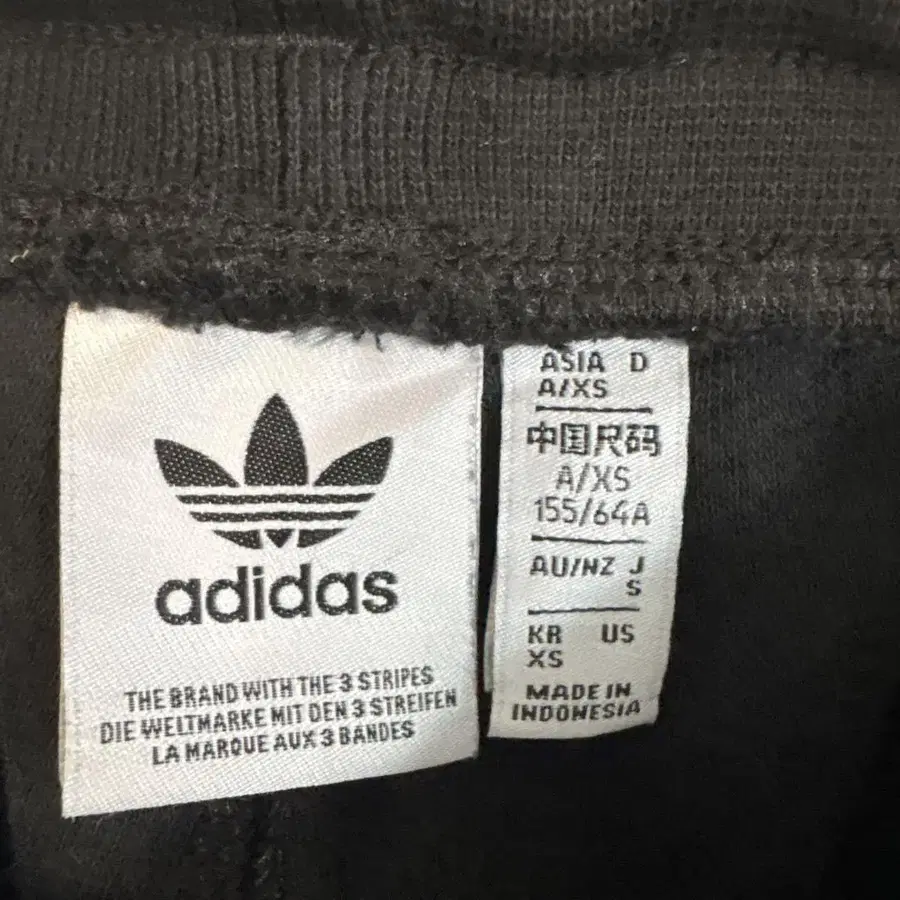 adidas
THE BRAND WITH THE 3 STRIPES
DIE WELTMARKE MIT DEN 3 STREIFEN
LA MARQUE AUX 3 BANDES
ASIA D
A/XS
中国尺码
A/XS
155/64A
AU/NZ J
S
KR US
XS
MADE IN
INDONESIA